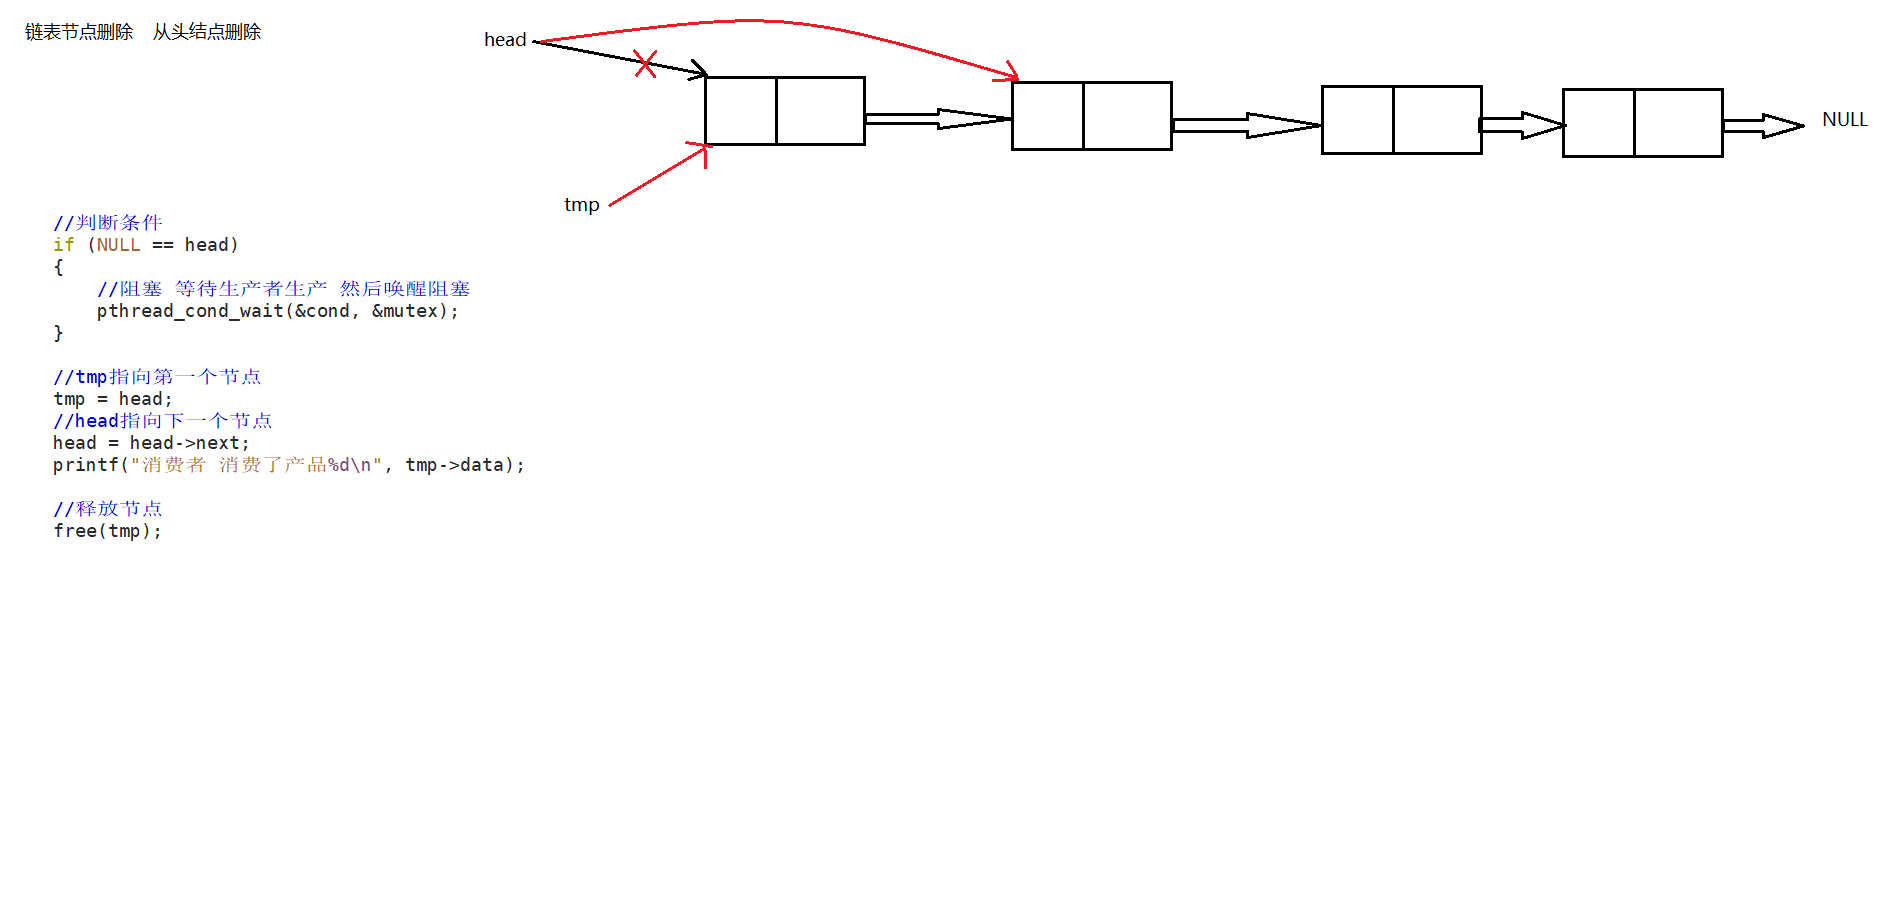 链表节点删除 从头结点删除
head
NULL
tmp
//判断条件
if (NULL == head)
{
    //阻塞 等待生产者生产 然后唤醒阻塞
    pthread_cond_wait(&cond, &mutex);
}
//tmp指向第一个节点
tmp = head;
//head指向下一个节点
head = head->next;
printf("消费者 消费了产品%d\n", tmp->data);
//释放节点
free(tmp);